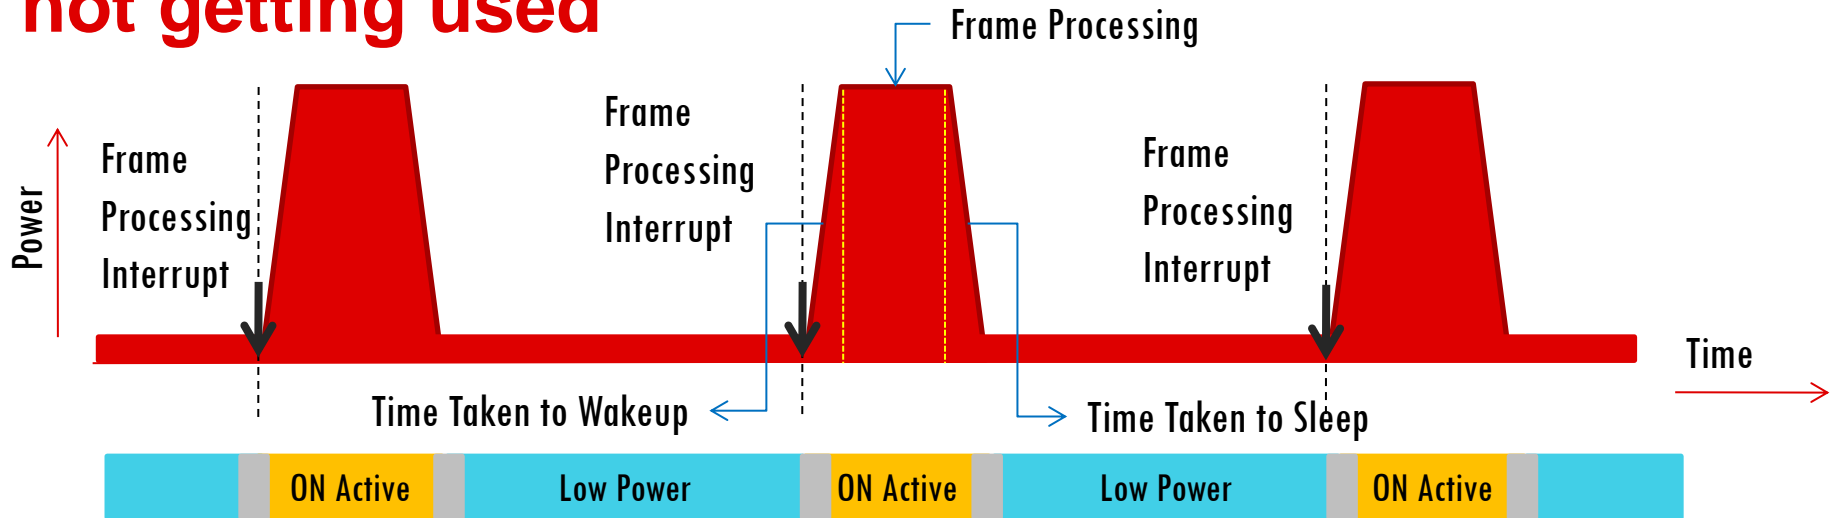 not getting used
Frame Processing
Frame
Processing
Interrupt
Frame
Processing
Interrupt
Frame
Processing
Interrupt
Power
Time
Time Taken to Wakeup
Time Taken to Sleep
ON Active
Low Power
ON Active
Low Power
ON Active